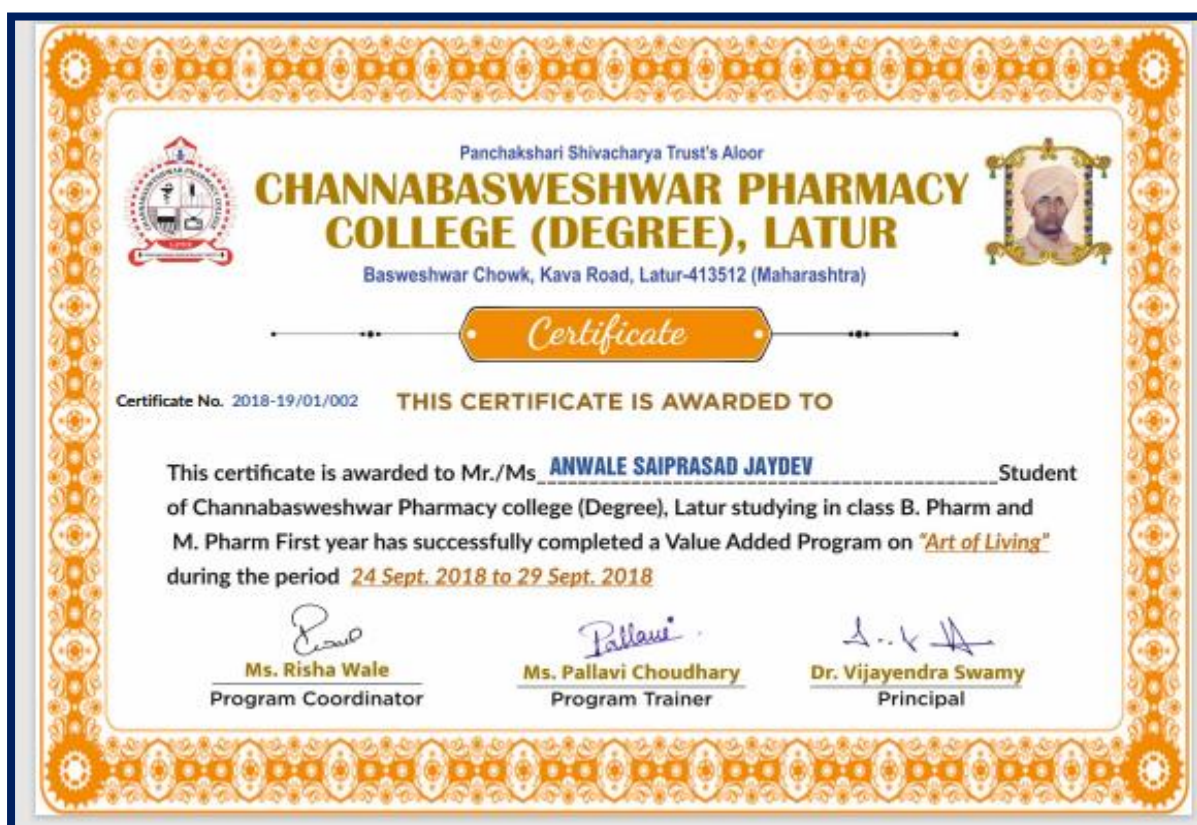 Panchakshari Shivacharya Trust's Aloor
CHANNABASWESHWAR PHARMACY
COLLEGE (DEGREE), LATUR
Basweshwar Chowk, Kava Road, Latur-413512 (Maharashtra)
Certificate
Certificate No. 2018-19/01/002 THIS CERTIFICATE IS AWARDED TO
This certificate is awarded to Mr./Ms ANWALE SAIPRASAD JAYDEV Student
of Channabasweshwar Pharmacy college (Degree), Latur studying in class B. Pharm and
M. Pharm First year has successfully completed a Value Added Program on "Art of Living"
during the period 24 Sept. 2018 to 29 Sept. 2018
Pallavi
Ms. Risha Wale Ms. Pallavi Choudhary Dr. Vijayendra Swamy
Program Coordinator Program Trainer Principal